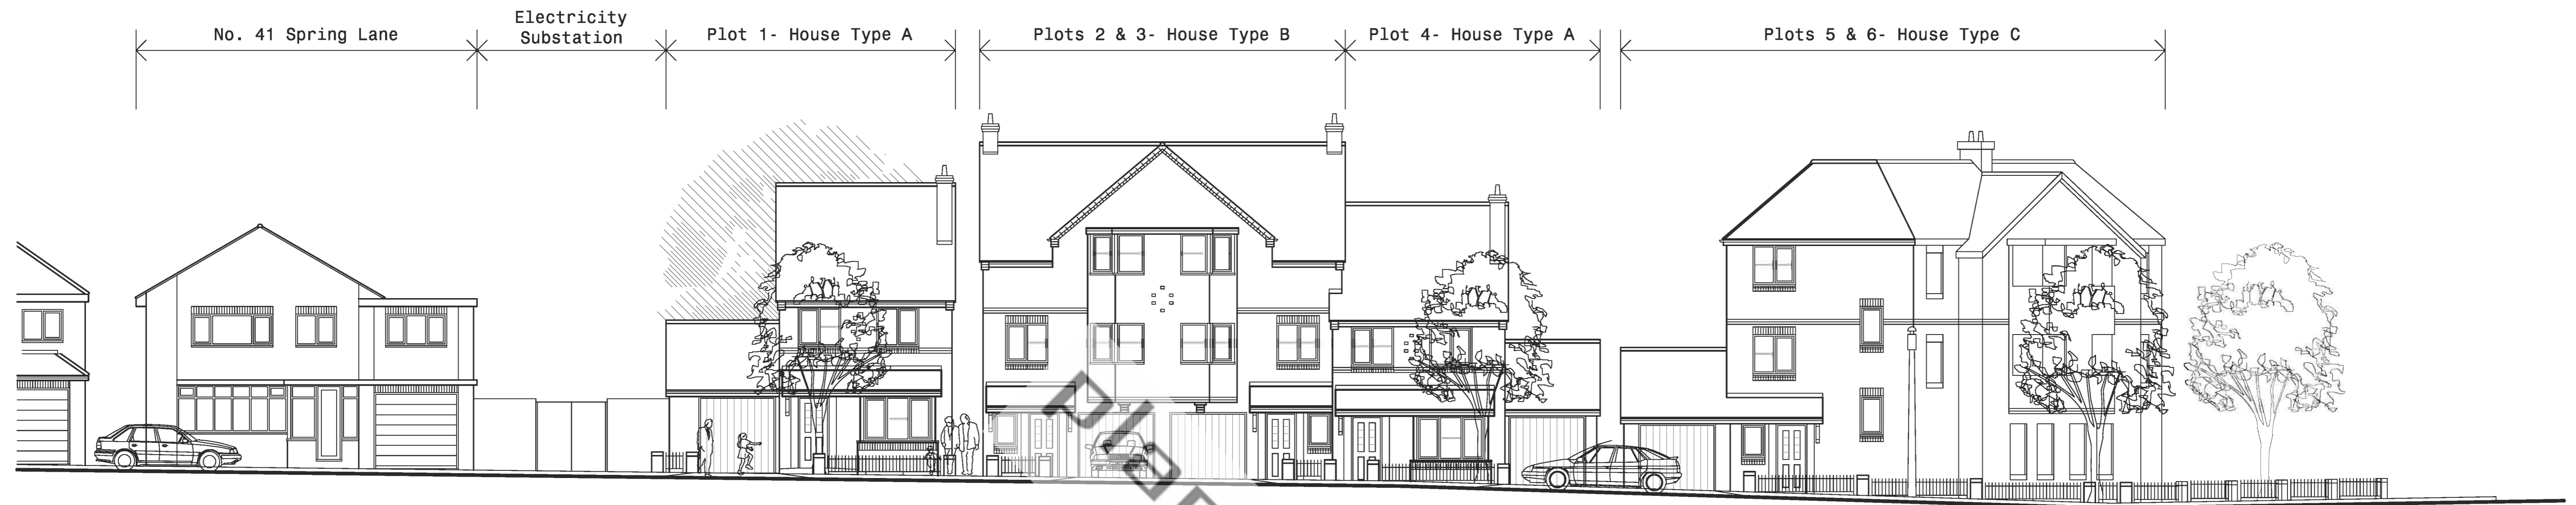 No. 41 Spring Lane
Electricity
Substation
Plot 1- House Type A
Plots 2 & 3- House Type B
Plot 4- House Type A
Plots 5 & 6- House Type C